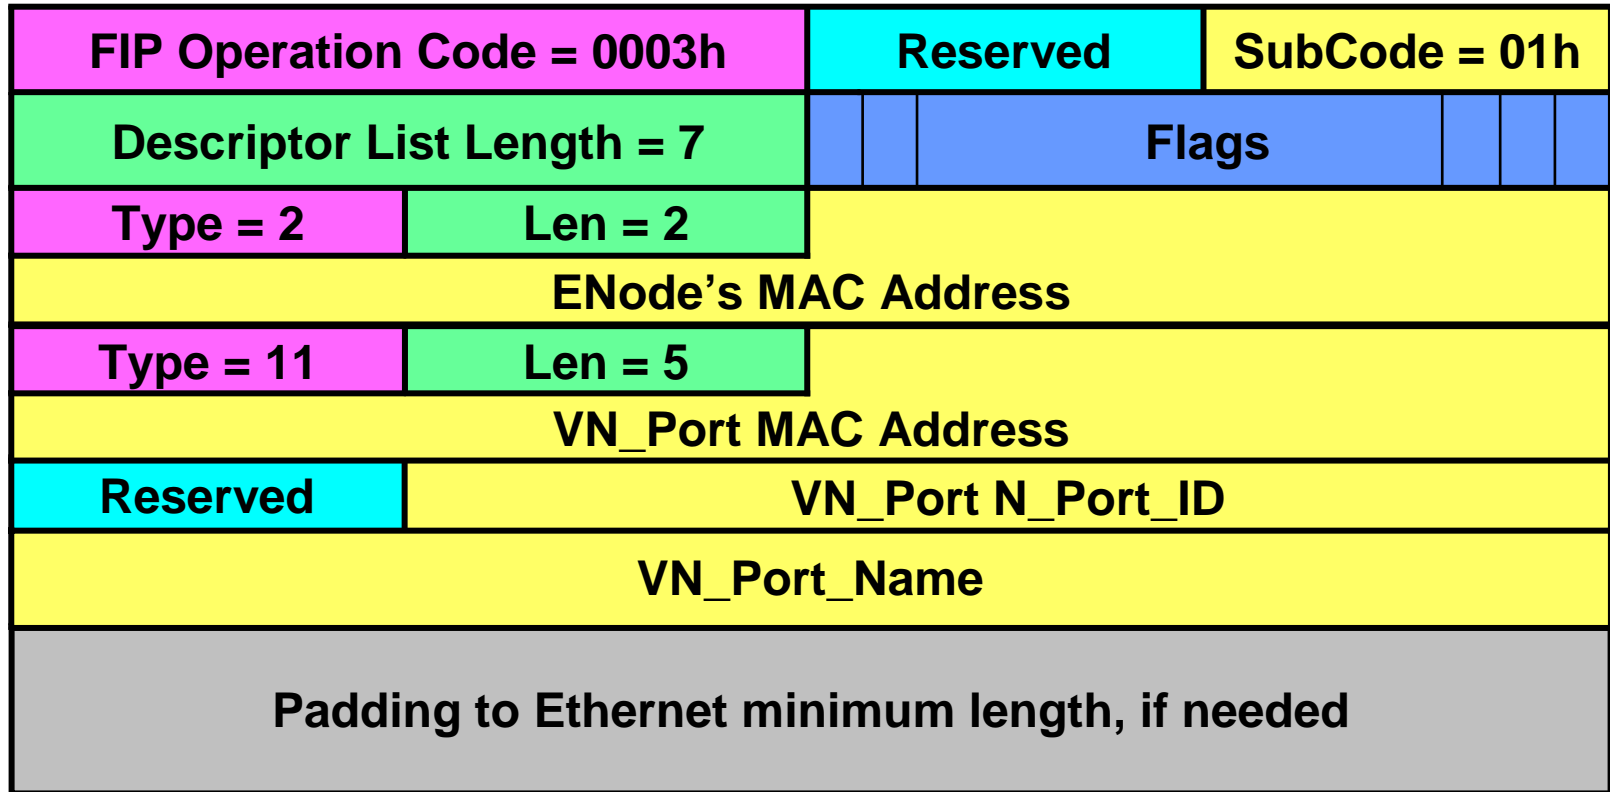 FIP Operation Code = 0003h Reserved SubCode = 01h
Descriptor List Length = 7 Flags
Type = 2 Len = 2
ENode’s MAC Address
Type = 11 Len = 5
VN_Port MAC Address
Reserved VN_Port N_Port_ID
VN_Port_Name
Padding to Ethernet minimum length, if needed